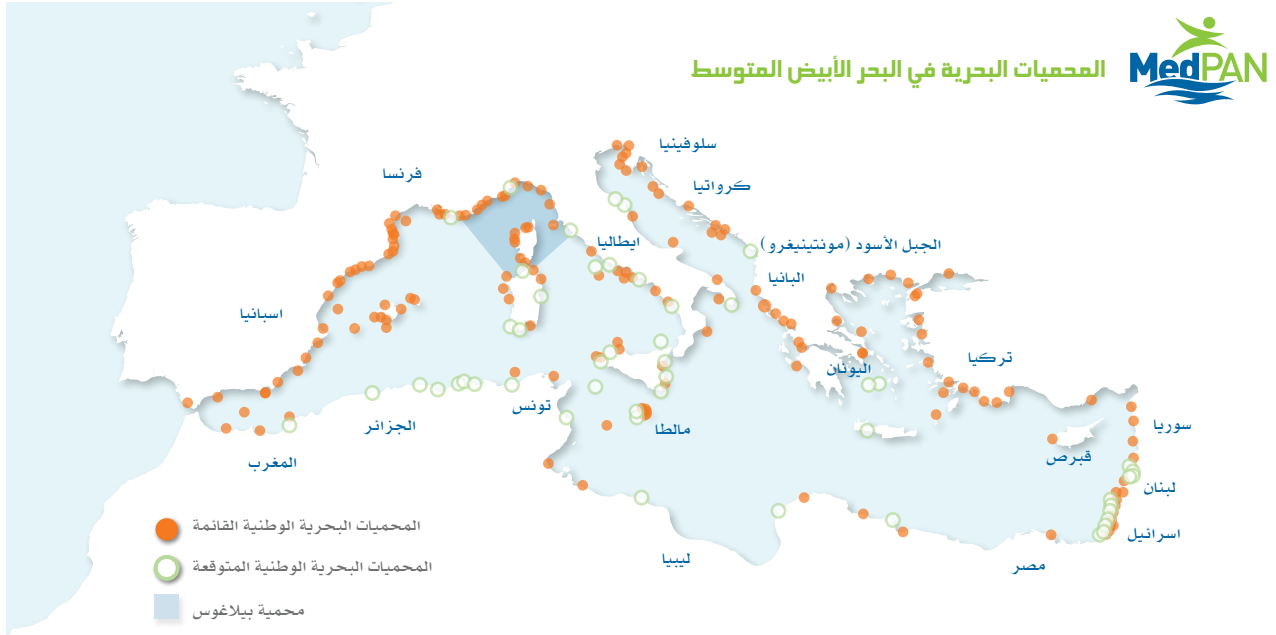 MedPAN
المحميات البحرية في البحر الأبيض المتوسط
سلوفينيا
فرنسا
كرواتيا
ايطاليا
الجبل الأسود (مونتينيغرو)
البانيا
اسبانيا
تركيا
اليونان
تونس
الجزائر
مالطا
سوريا
قبرص
المغرب
لبنان
اسرائيل
ليبيا
مصر
المحميات البحرية الوطنية القائمة
المحميات البحرية الوطنية المتوقعة
محمية بيلاغوس